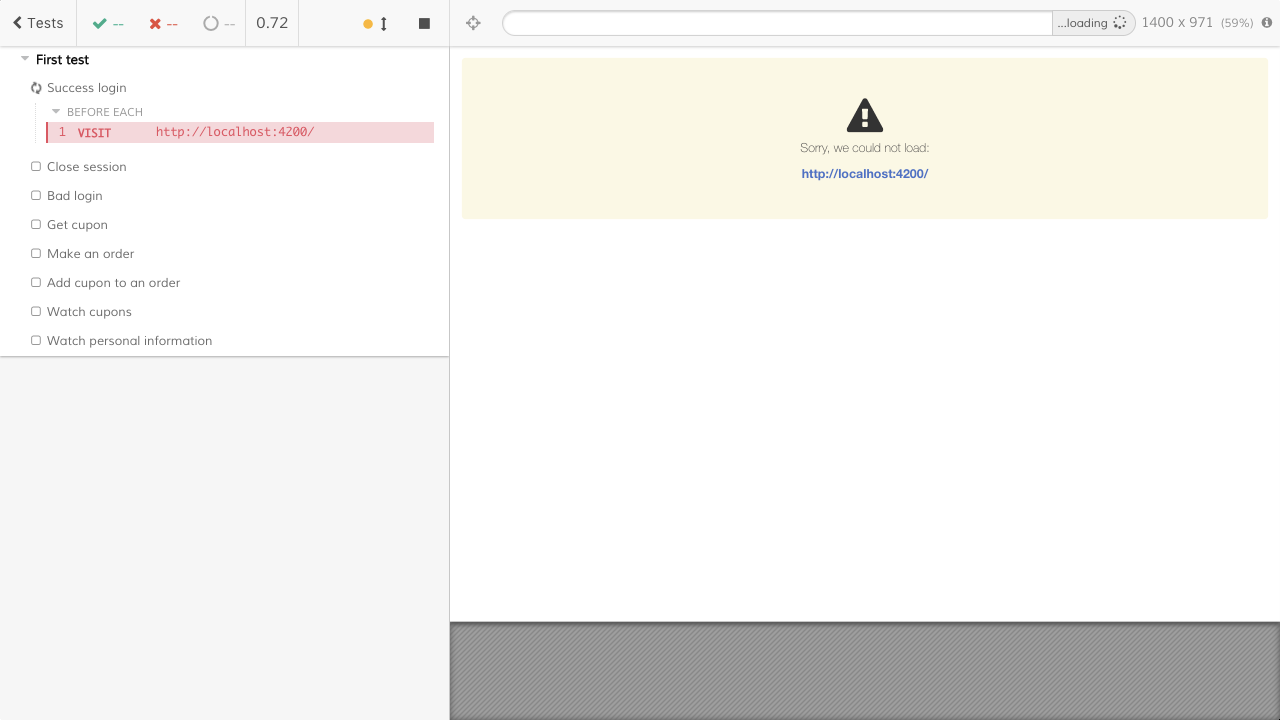 Tests -- -- -- 0.72
First test
Success login
BEFORE EACH
1 VISIT http://localhost:4200/
Close session
Bad login
Get cupon
Make an order
Add cupon to an order
Watch cupons
Watch personal information
...loading 1400 x 971 (59%)
Sorry, we could not load:
http://localhost:4200/